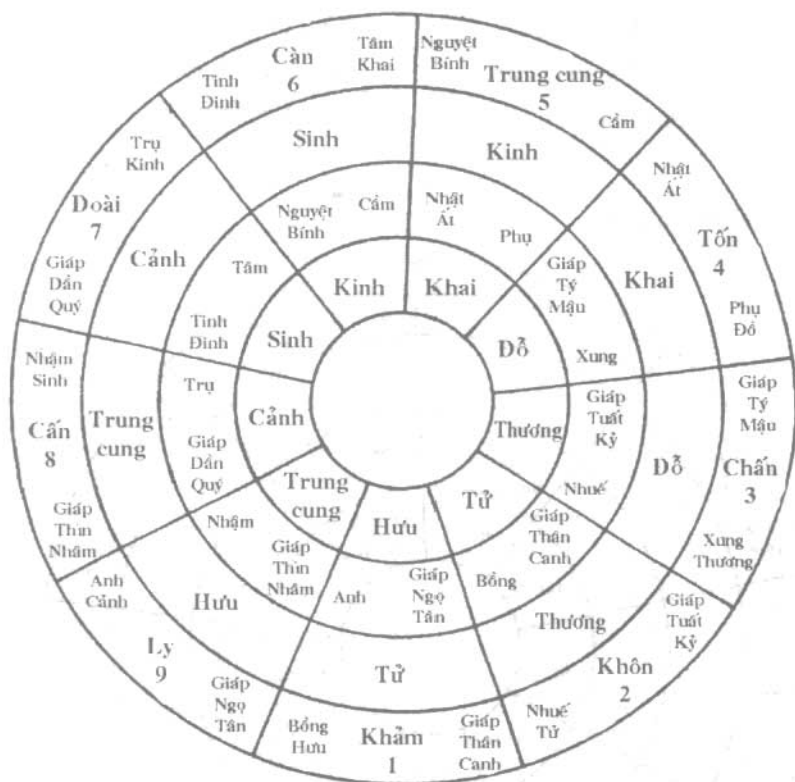 Càn
6
Tinh
Đinh
Tâm
Khai
Nguyệt
Bính
Trung cung
5
Cầm
Nhật
Ất
Tốn
4
Phụ
Đỗ
Giáp
Tý
Mậu
Chấn
3
Xung
Thương
Giáp
Tuất
Kỷ
Khôn
2
Nhuế
Tử
Giáp
Thân
Canh
Khảm
1
Bồng
Hưu
Giáp
Ngọ
Tân
Ly
9
Anh
Cảnh
Giáp
Thìn
Nhâm
Cấn
8
Nhậm
Sinh
Giáp
Dần
Quý
Đoài
7
Trụ
Kinh
Sinh
Kinh
Khai
Đỗ
Thương
Tử
Hưu
Trung
cung
Cảnh
Nguyệt
Bính
Cầm
Nhật
Ất
Phụ
Giáp
Tý
Mậu
Xung
Giáp
Tuất
Kỷ
Nhuế
Giáp
Thân
Canh
Bồng
Giáp
Ngọ
Tân
Anh
Giáp
Thìn
Nhâm
Nhậm
Giáp
Dần
Quý
Trụ
Tinh
Đinh
Tâm
Kinh
Khai
Đỗ
Thương
Tử
Hưu
Trung
cung
Cảnh
Sinh